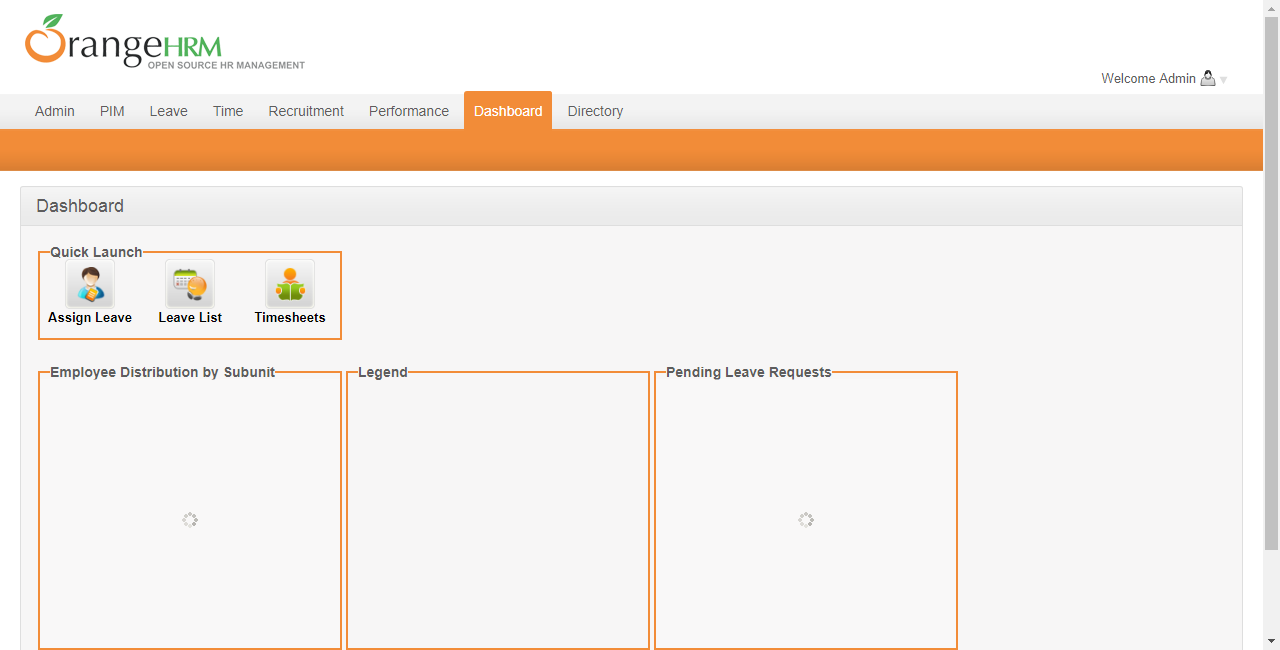 OrangeHRM
OPEN SOURCE HR MANAGEMENT
Welcome Admin
Admin PIM Leave Time Recruitment Performance Dashboard Directory
Dashboard
Quick Launch
Assign Leave Leave List Timesheets
Employee Distribution by Subunit Legend Pending Leave Requests